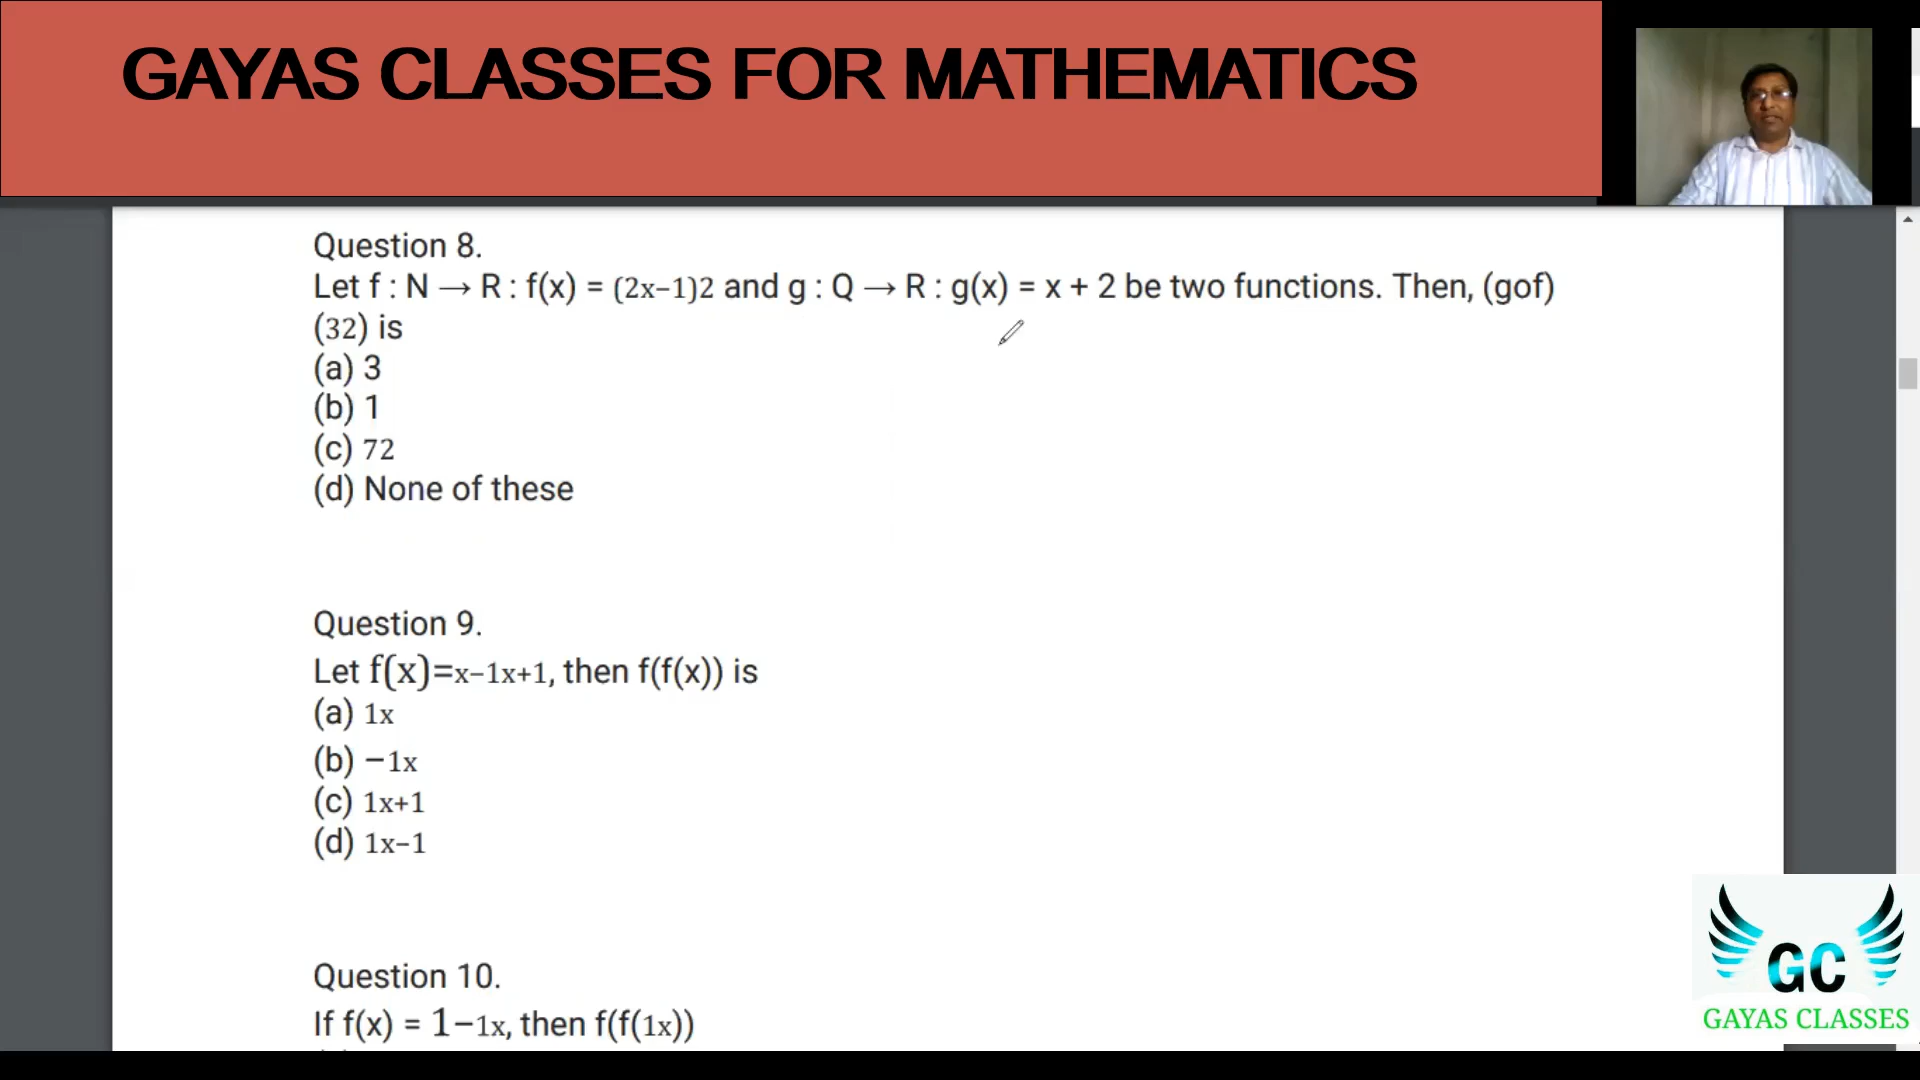 GAYAS CLASSES FOR MATHEMATICS
Question 8.
Let f : N → R : f(x) = (2x−1)2 and g : Q → R : g(x) = x + 2 be two functions. Then, (gof)
(32) is
(a) 3
(b) 1
(c) 72
(d) None of these
Question 9.
Let f(x)=x−1x+1, then f(f(x)) is
(a) 1x
(b) −1x
(c) 1x+1
(d) 1x−1
Question 10.
If f(x) = 1−1x, then f(f(1x))
GC
GAYAS CLASSES